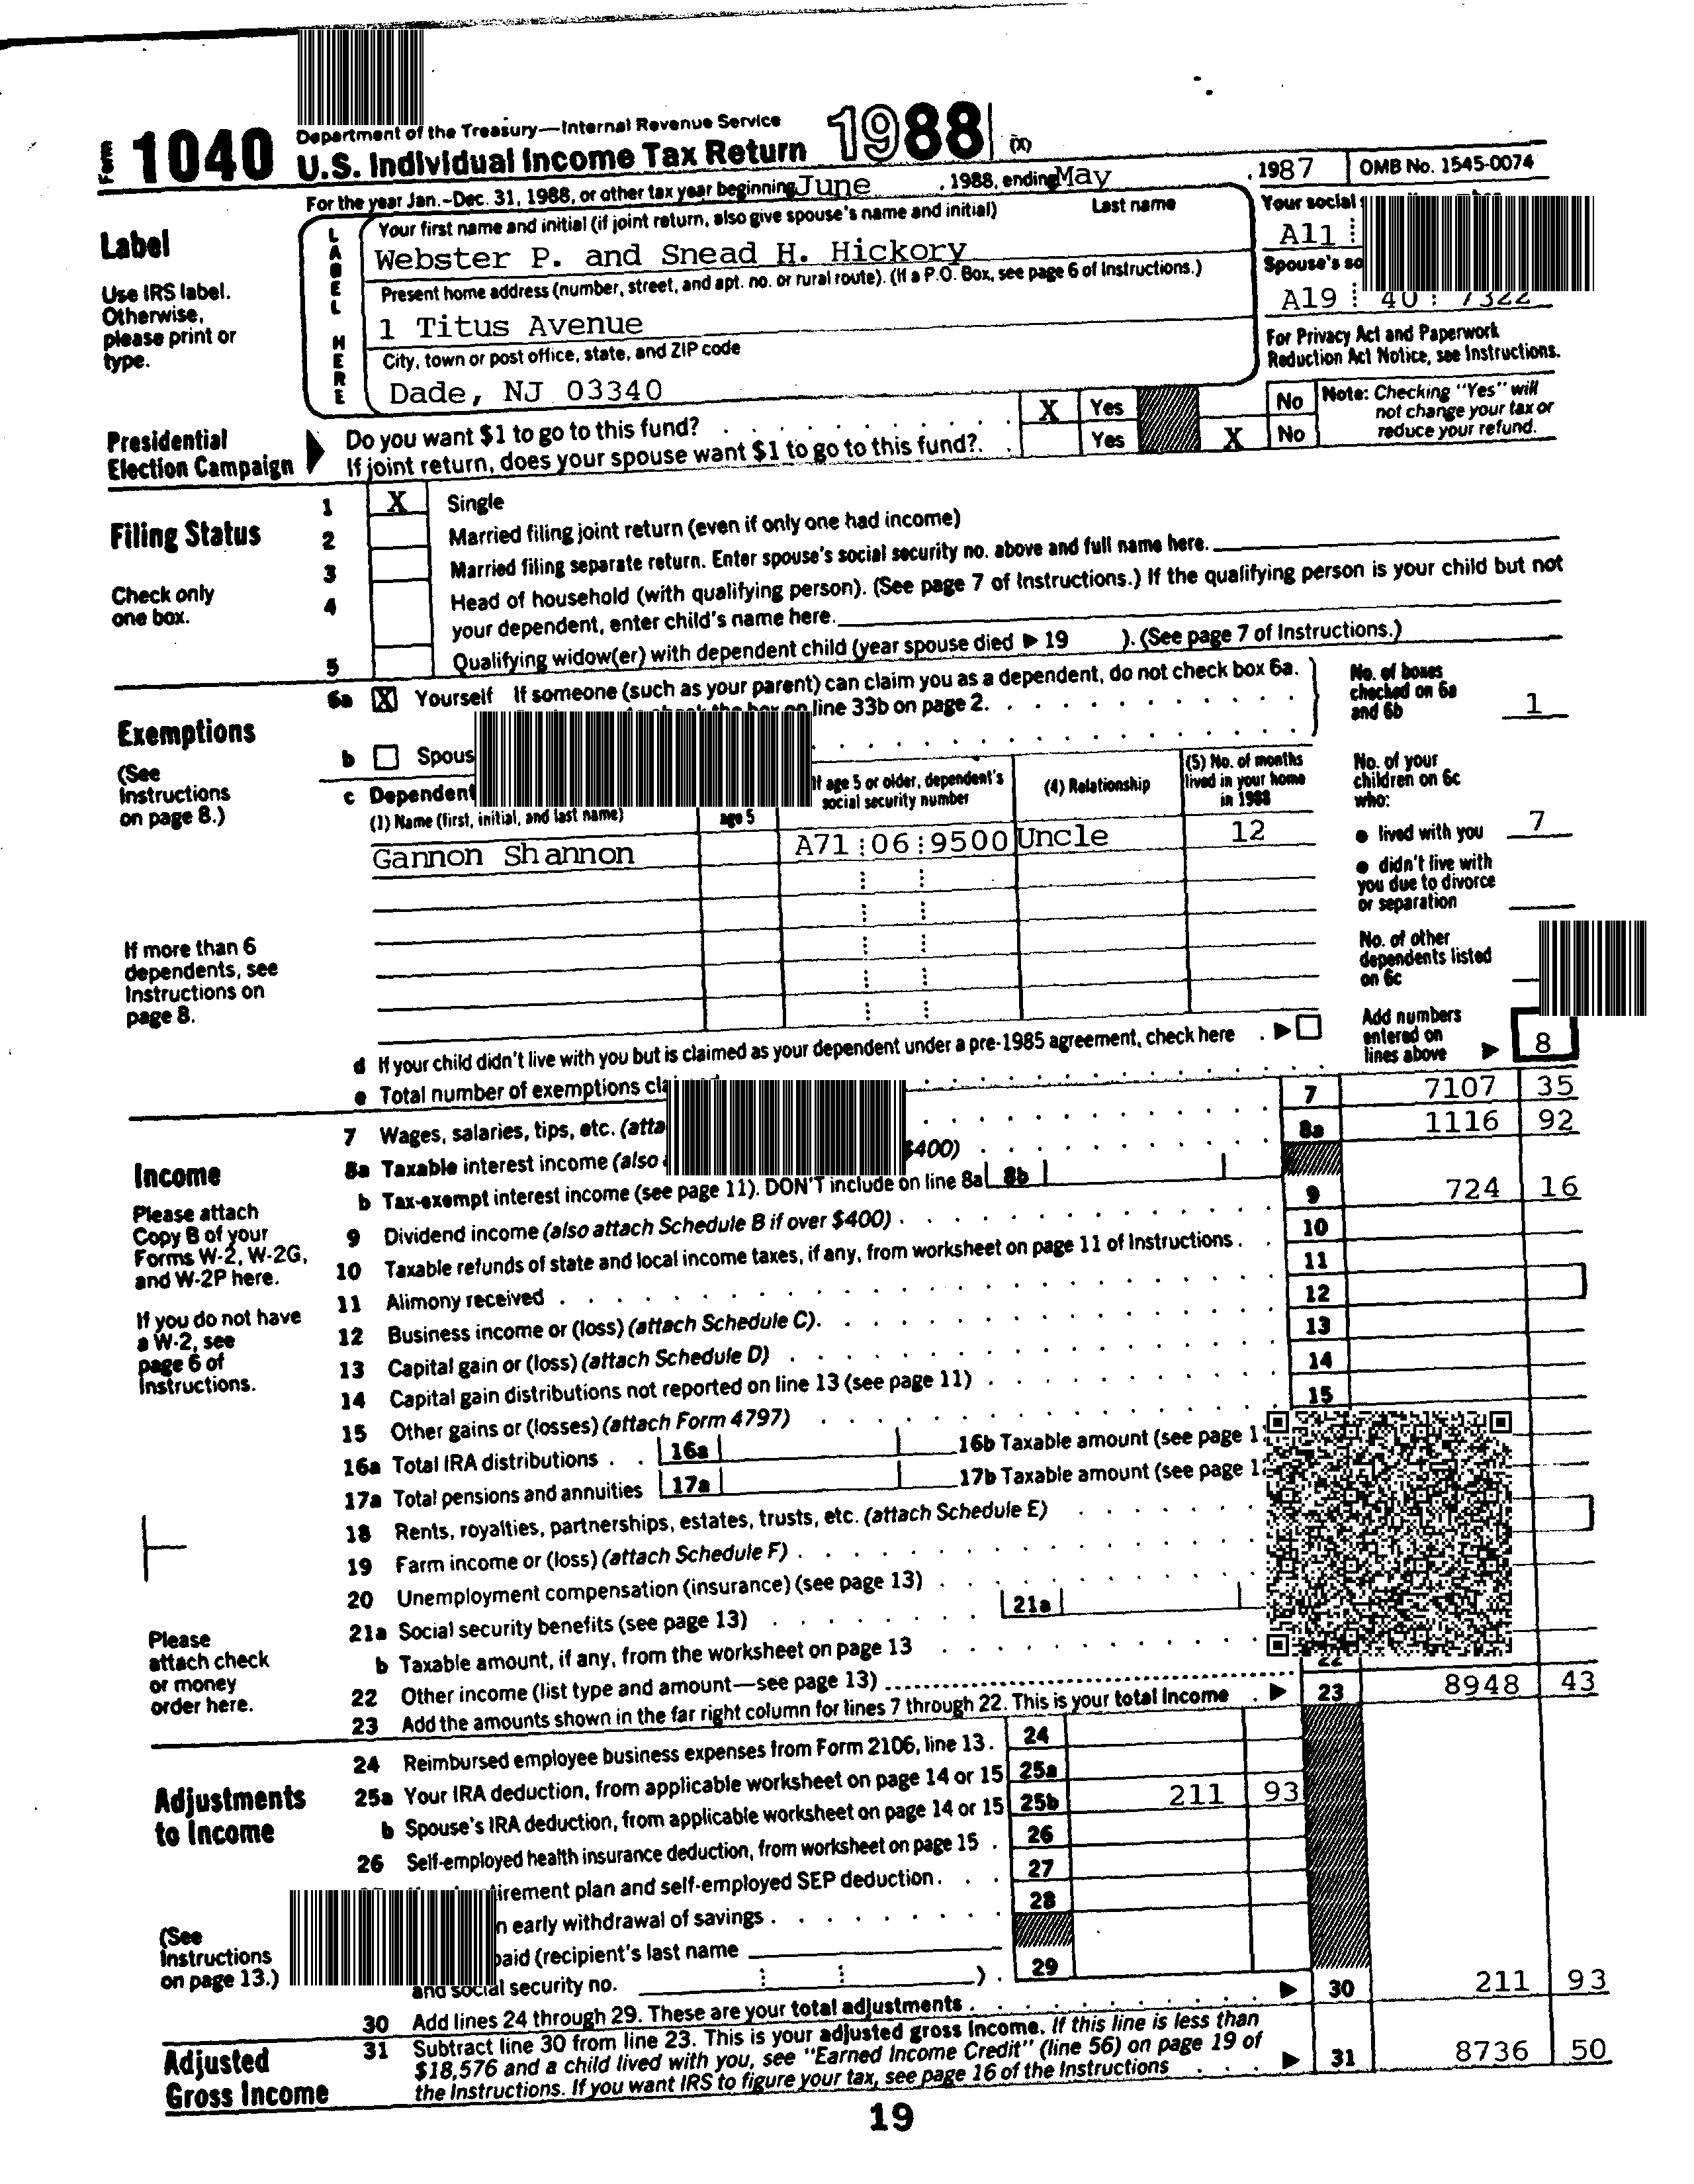 Form 1040 Department of the Treasury—Internal Revenue Service
U.S. Individual Income Tax Return 1988 (X)
For the year Jan.-Dec. 31, 1988, or other tax year beginning June , 1988, ending May , 1987 OMB No. 1545-0074
Label
Use IRS label.
Otherwise,
please print or
type.
LABEL HERE
Your first name and initial (if joint return, also give spouse's name and initial) Last name
Webster P. and Snead H. Hickory
Present home address (number, street, and apt. no. or rural route). (If a P.O. Box, see page 6 of Instructions.)
1 Titus Avenue
City, town or post office, state, and ZIP code
Dade, NJ 03340
Your social
A11
Spouse's so
A19 40 7322
For Privacy Act and Paperwork
Reduction Act Notice, see Instructions.
Presidential
Election Campaign
Do you want $1 to go to this fund? X Yes No
If joint return, does your spouse want $1 to go to this fund? Yes X No
Note: Checking "Yes" will
not change your tax or
reduce your refund.
Filing Status
Check only
one box.
1 X Single
2 Married filing joint return (even if only one had income)
3 Married filing separate return. Enter spouse's social security no. above and full name here.
4 Head of household (with qualifying person). (See page 7 of Instructions.) If the qualifying person is your child but not
your dependent, enter child's name here.
5 Qualifying widow(er) with dependent child (year spouse died ▶ 19 ). (See page 7 of Instructions.)
Exemptions
(See
Instructions
on page 8.)
6a X Yourself If someone (such as your parent) can claim you as a dependent, do not check box 6a.
line 33b on page 2.
b Spous
c Dependent
(1) Name (first, initial, and last name)
age 5
If age 5 or older, dependent's
social security number
(4) Relationship
(5) No. of months
lived in your home
in 1988
Gannon Shannon A71 06 9500 Uncle 12
If more than 6
dependents, see
Instructions on
page 8.
No. of boxes
checked on 6a
and 6b 1
No. of your
children on 6c
who:
● lived with you 7
● didn't live with
you due to divorce
or separation
No. of other
dependents listed
on 6c
Add numbers
entered on
lines above ▶ 8
d If your child didn't live with you but is claimed as your dependent under a pre-1985 agreement, check here ▶
e Total number of exemptions
Income
Please attach
Copy B of your
Forms W-2, W-2G,
and W-2P here.
If you do not have
a W-2, see
page 6 of
Instructions.
7 Wages, salaries, tips, etc. (atta 7 7107 35
8a Taxable interest income (also $400) 8a 1116 92
b Tax-exempt interest income (see page 11). DON'T include on line 8a 8b
9 Dividend income (also attach Schedule B if over $400) 9 724 16
10 Taxable refunds of state and local income taxes, if any, from worksheet on page 11 of Instructions. 10
11 Alimony received 11
12 Business income or (loss) (attach Schedule C). 12
13 Capital gain or (loss) (attach Schedule D) 13
14 Capital gain distributions not reported on line 13 (see page 11) 14
15 Other gains or (losses) (attach Form 4797) 15
16a Total IRA distributions 16a 16b Taxable amount (see page
17a Total pensions and annuities 17a 17b Taxable amount (see page
18 Rents, royalties, partnerships, estates, trusts, etc. (attach Schedule E)
19 Farm income or (loss) (attach Schedule F)
20 Unemployment compensation (insurance) (see page 13)
21a Social security benefits (see page 13) 21a
b Taxable amount, if any, from the worksheet on page 13
Please
attach check
or money
order here.
22 Other income (list type and amount—see page 13) 22
23 Add the amounts shown in the far right column for lines 7 through 22. This is your total income ▶ 23 8948 43
Adjustments
to Income
(See
Instructions
on page 13.)
24 Reimbursed employee business expenses from Form 2106, line 13. 24
25a Your IRA deduction, from applicable worksheet on page 14 or 15 25a
b Spouse's IRA deduction, from applicable worksheet on page 14 or 15 25b 211 93
26 Self-employed health insurance deduction, from worksheet on page 15 26
irement plan and self-employed SEP deduction. 27
n early withdrawal of savings 28
paid (recipient's last name
and social security no. ). 29
30 Add lines 24 through 29. These are your total adjustments ▶ 30 211 93
Adjusted
Gross Income
31 Subtract line 30 from line 23. This is your adjusted gross income. If this line is less than
$18,576 and a child lived with you, see "Earned Income Credit" (line 56) on page 19 of
the Instructions. If you want IRS to figure your tax, see page 16 of the Instructions ▶ 31 8736 50
19